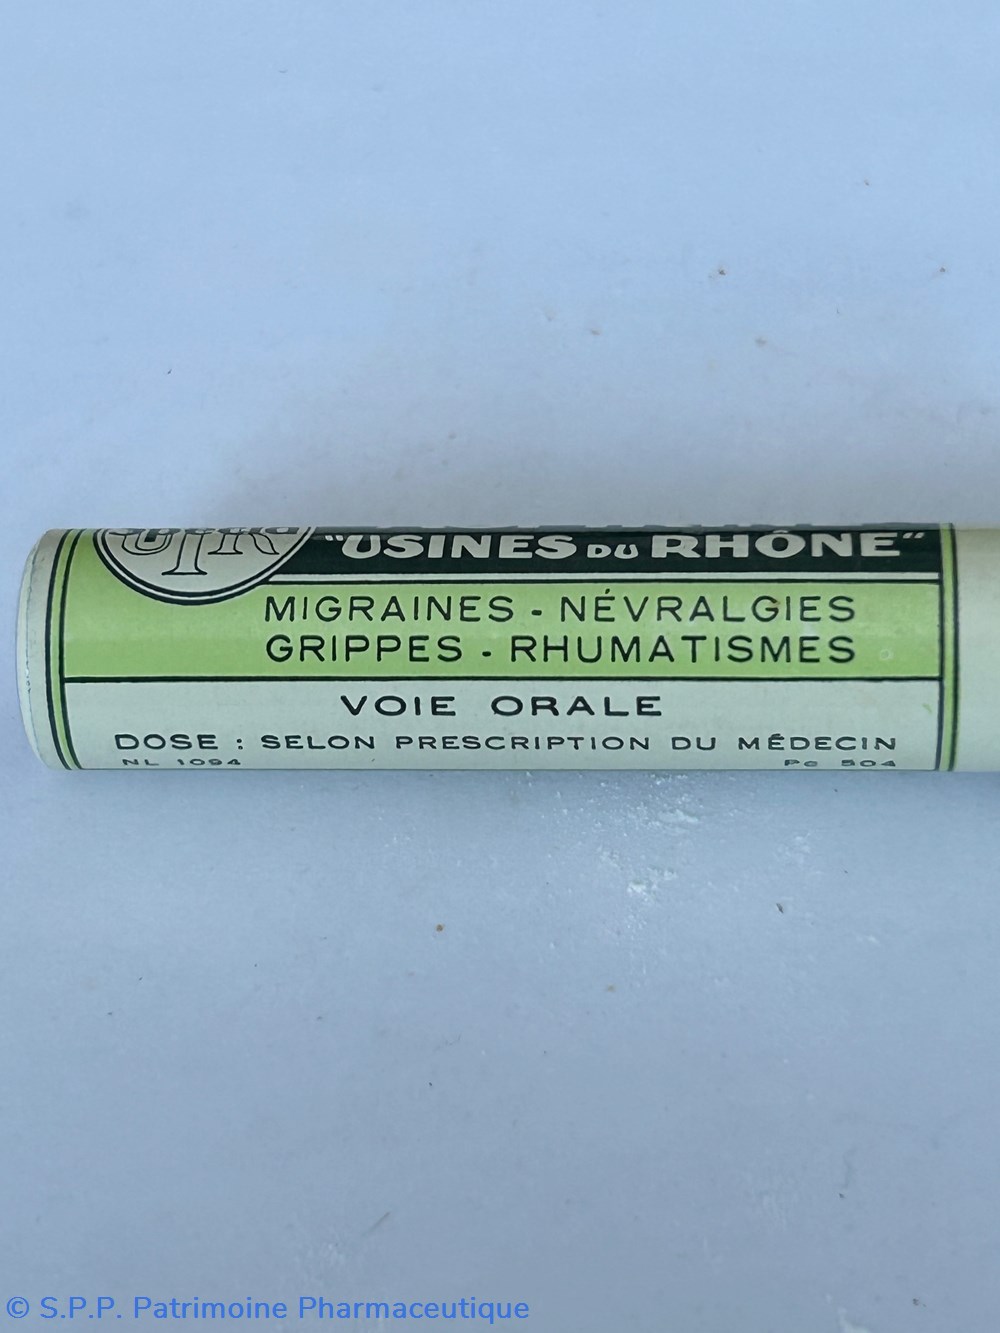 "USINES DU RHÔNE"
MIGRAINES - NÉVRALGIES
GRIPPES - RHUMATISMES
VOIE ORALE
DOSE : SELON PRESCRIPTION DU MÉDECIN
NL 1094 Pc 504
© S.P.P. Patrimoine Pharmaceutique